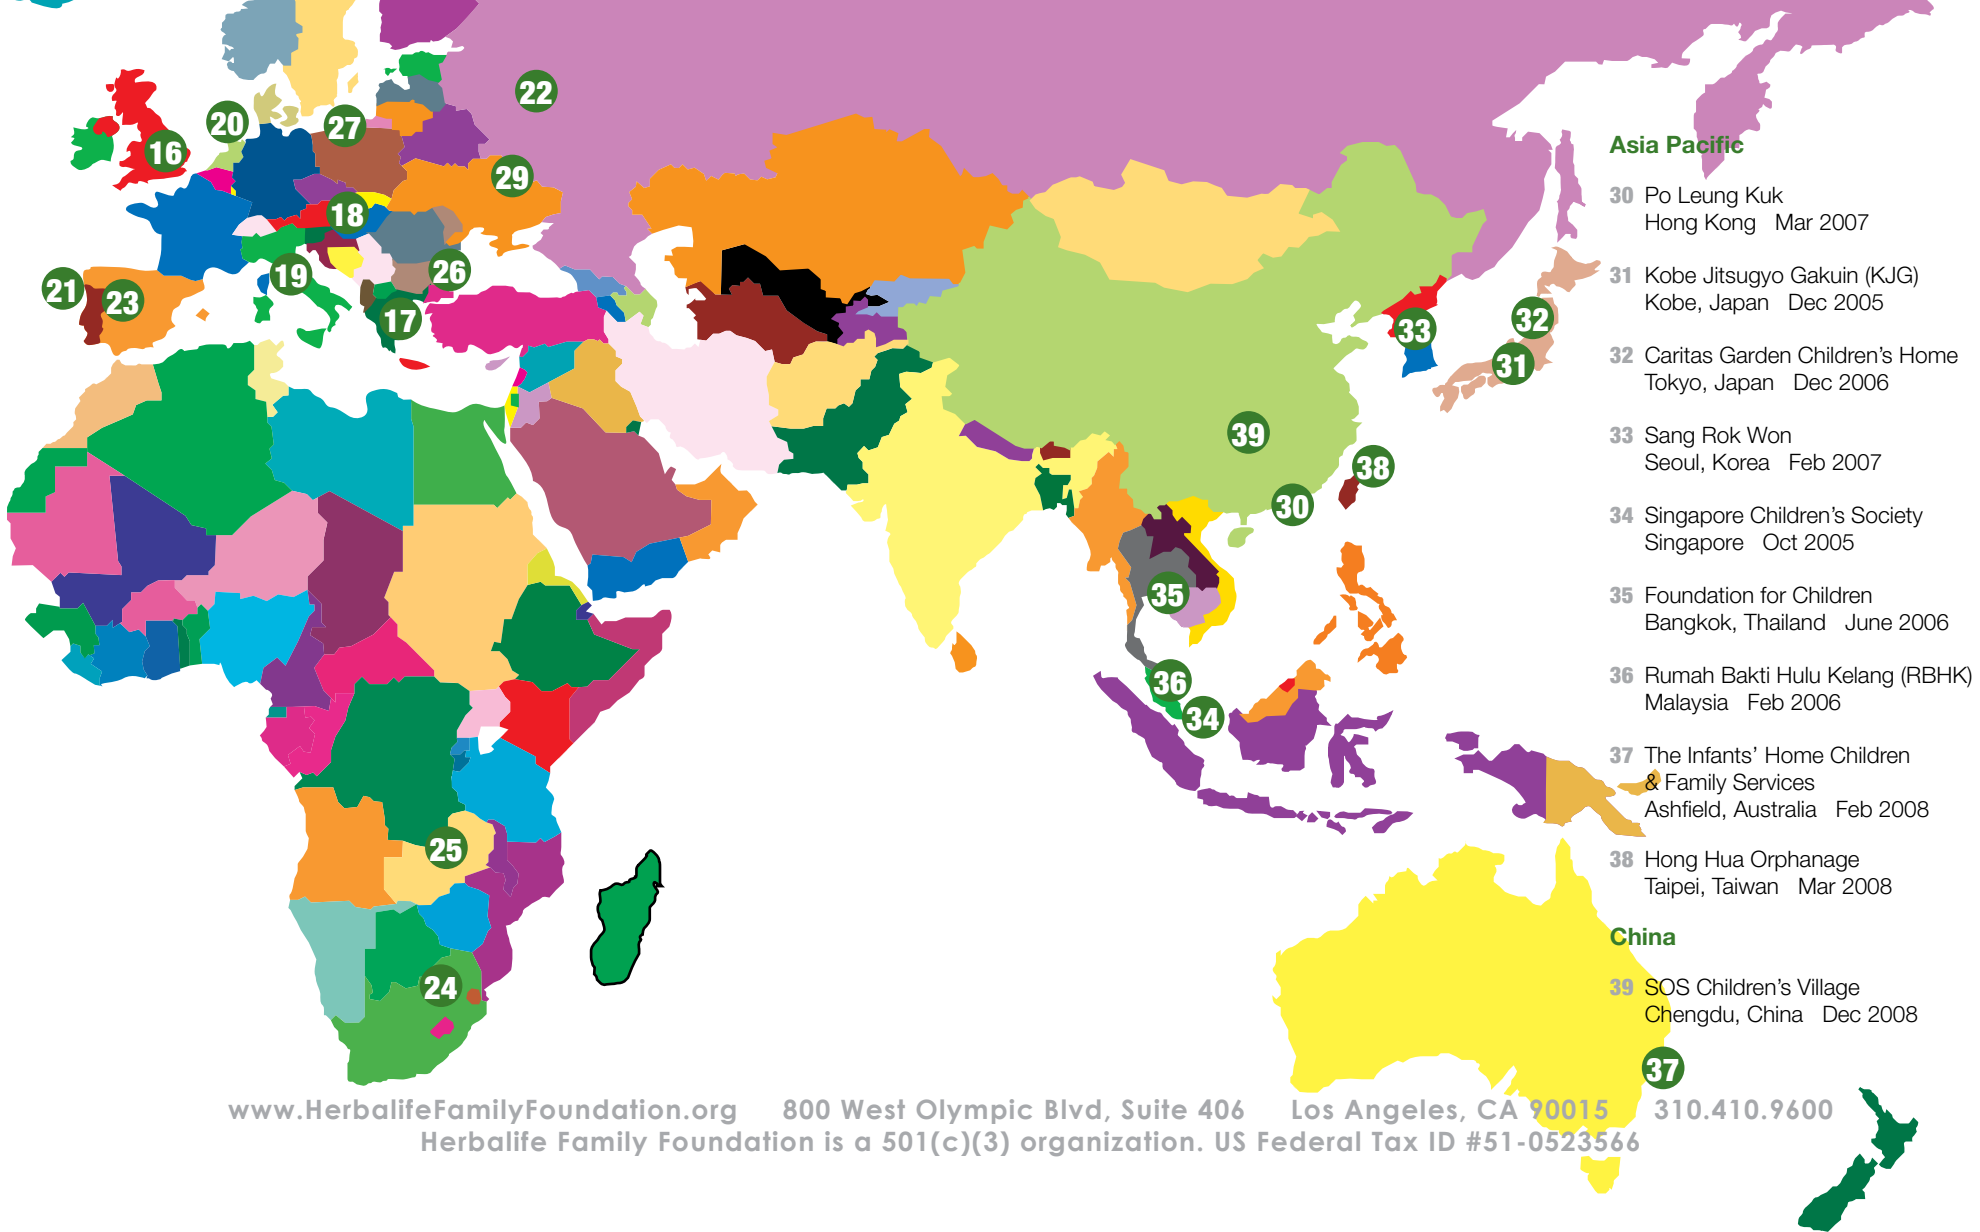 22
20
27
16
29
18
26
19
21
23
17
32
33
31
39
38
30
35
36
34
25
24
37
Asia Pacific
30 Po Leung Kuk
Hong Kong Mar 2007
31 Kobe Jitsugyo Gakuin (KJG)
Kobe, Japan Dec 2005
32 Caritas Garden Children’s Home
Tokyo, Japan Dec 2006
33 Sang Rok Won
Seoul, Korea Feb 2007
34 Singapore Children’s Society
Singapore Oct 2005
35 Foundation for Children
Bangkok, Thailand June 2006
36 Rumah Bakti Hulu Kelang (RBHK)
Malaysia Feb 2006
37 The Infants’ Home Children
& Family Services
Ashfield, Australia Feb 2008
38 Hong Hua Orphanage
Taipei, Taiwan Mar 2008
China
39 SOS Children’s Village
Chengdu, China Dec 2008
www.HerbalifeFamilyFoundation.org 800 West Olympic Blvd, Suite 406 Los Angeles, CA 90015 310.410.9600
Herbalife Family Foundation is a 501(c)(3) organization. US Federal Tax ID #51-0523566